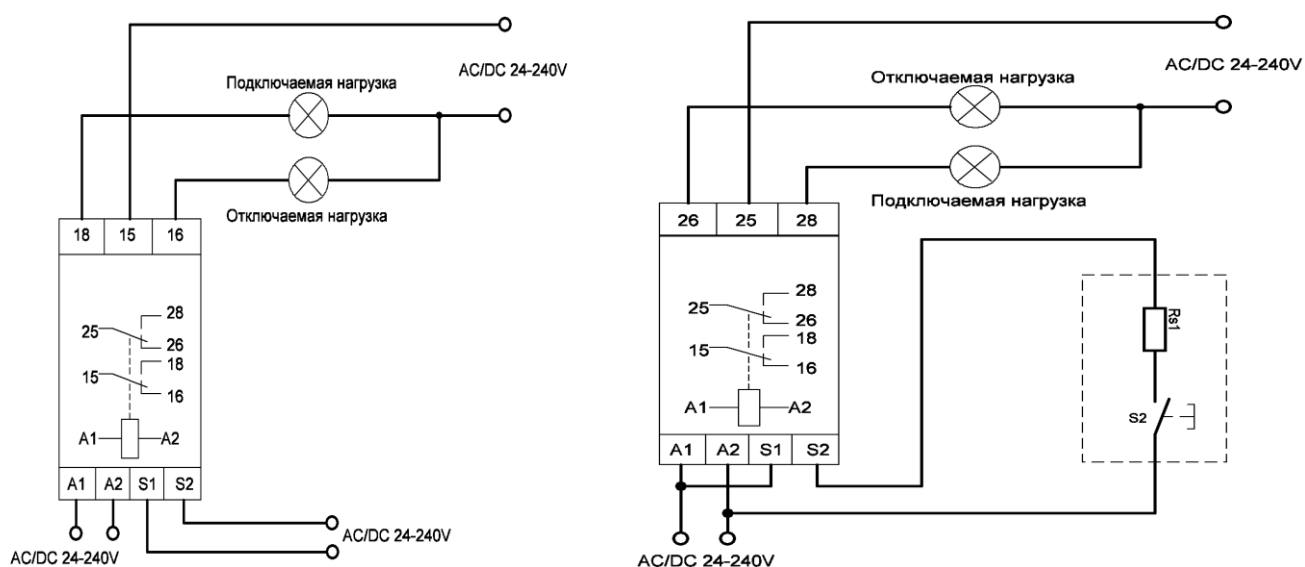 AC/DC 24-240V
Подключаемая нагрузка
Отключаемая нагрузка
18 15 16
28
25
26
18
15
16
A1 A2
A1 A2 S1 S2
AC/DC 24-240V
AC/DC 24-240V
AC/DC 24-240V
Отключаемая нагрузка
Подключаемая нагрузка
26 25 28
28
25
26
18
15
16
A1 A2
A1 A2 S1 S2
Rs1
S2
AC/DC 24-240V